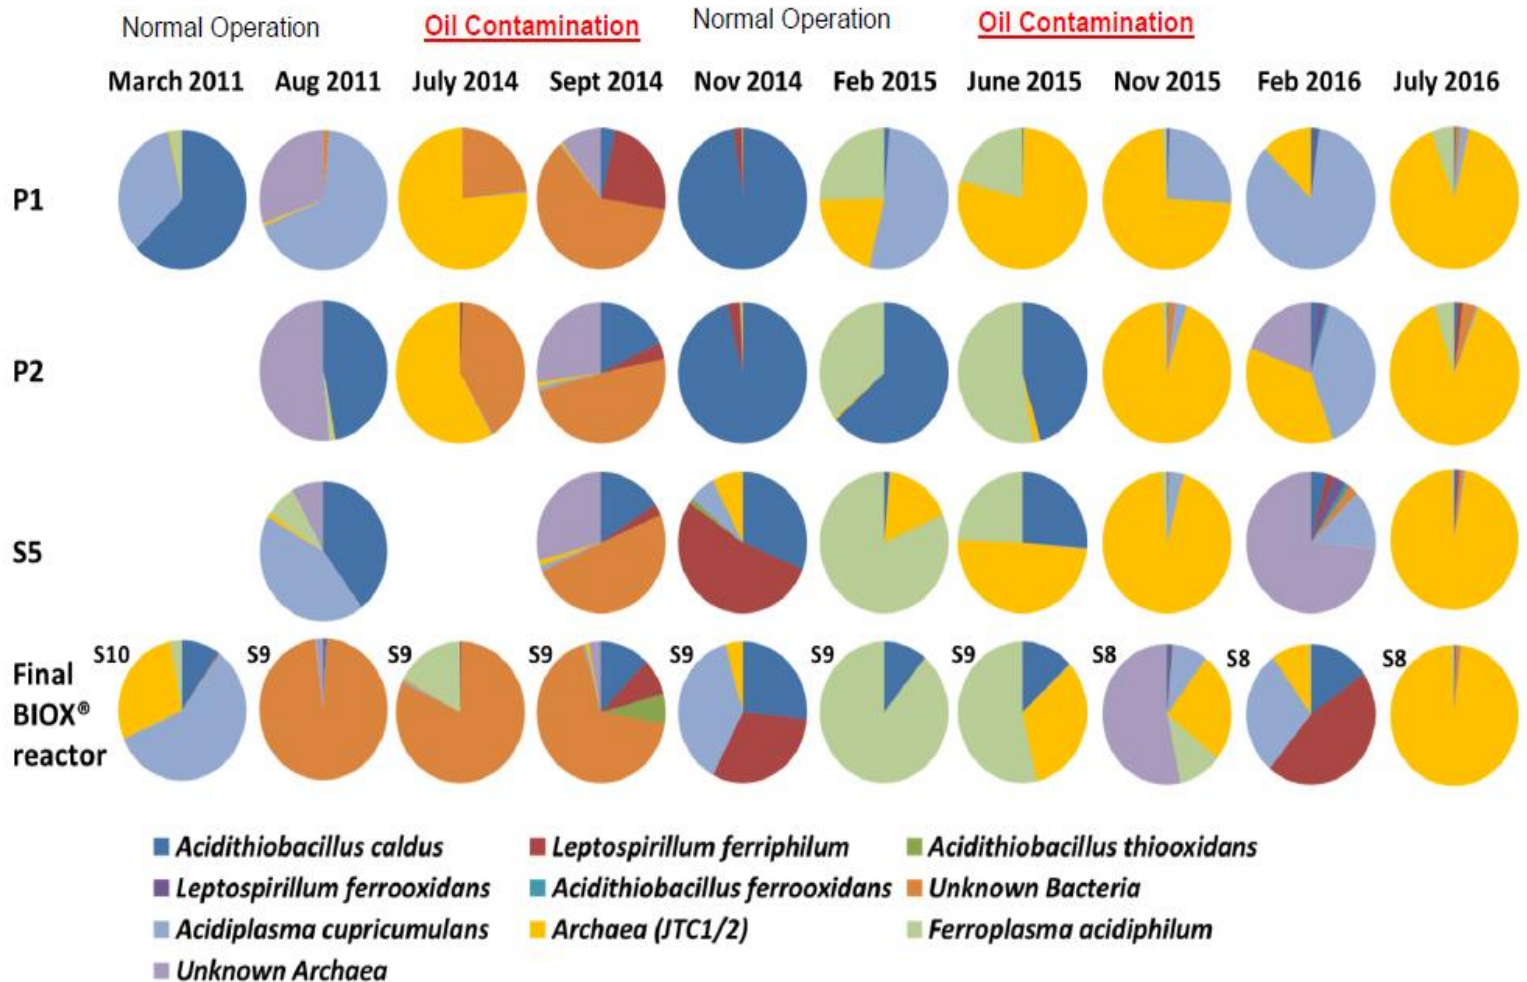 Normal Operation Oil Contamination Normal Operation Oil Contamination
March 2011 Aug 2011 July 2014 Sept 2014 Nov 2014 Feb 2015 June 2015 Nov 2015 Feb 2016 July 2016
P1
P2
S5
S10 S9 S9 S9 S9 S9 S9 S8 S8 S8
Final
BIOX®
reactor
Acidithiobacillus caldus Leptospirillum ferriphilum Acidithiobacillus thiooxidans
Leptospirillum ferrooxidans Acidithiobacillus ferrooxidans Unknown Bacteria
Acidiplasma cupricumulans Archaea (JTC1/2) Ferroplasma acidiphilum
Unknown Archaea